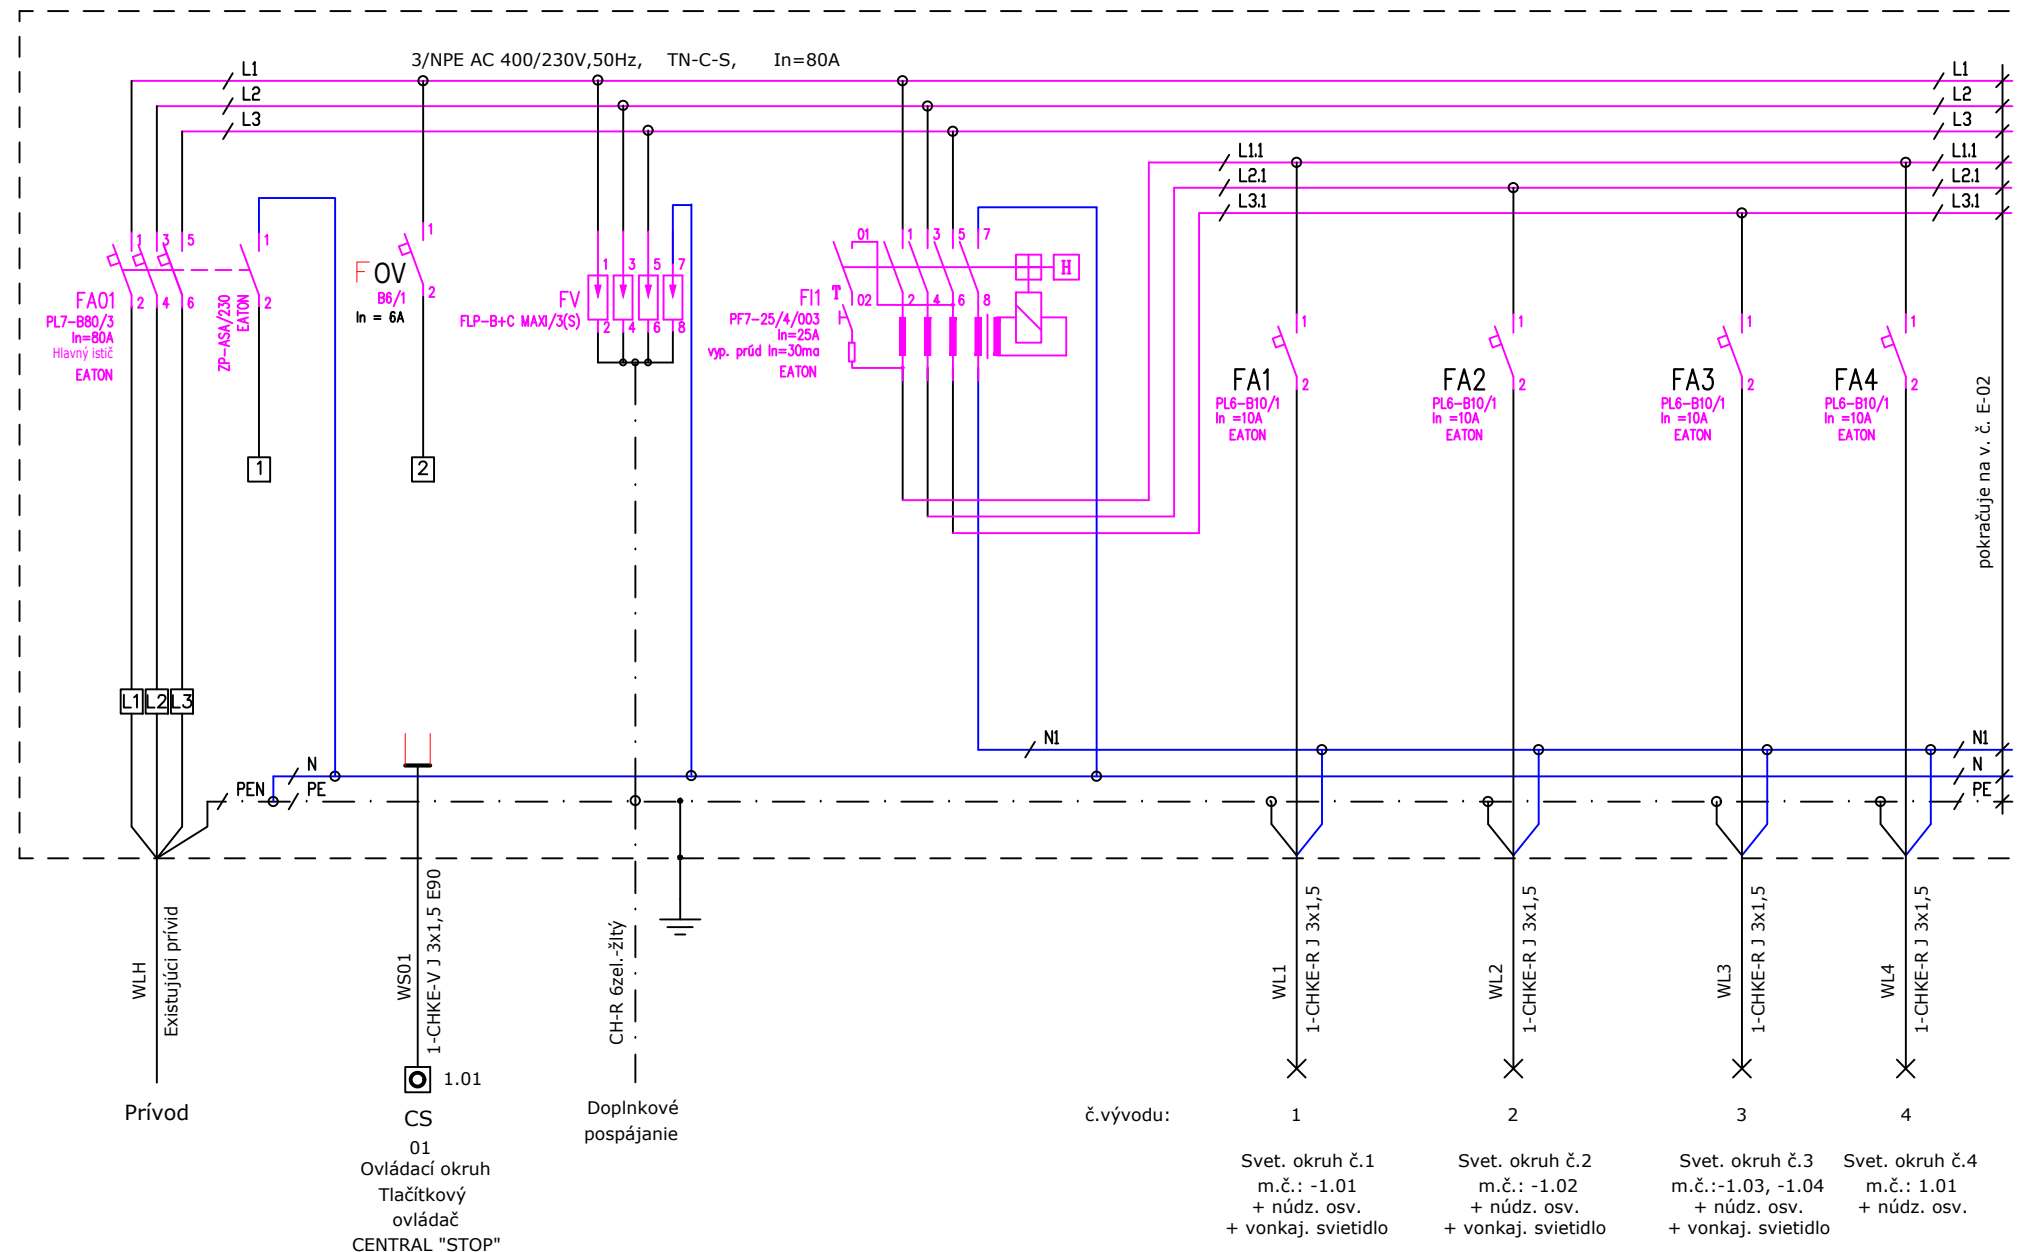 3/NPE AC 400/230V,50Hz, TN-C-S, In=80A
L1
L2
L3
L1
L2
L3
L1.1
L2.1
L3.1
L1.1
L2.1
L3.1
1 3 5
2 4 6
FA01
PL7-B80/3
In=80A
Hlavný istič
EATON
1
2
ZP-ASA/230
EATON
1
1
2
F OV
B6/1
In = 6A
2
1 3 5 7
2 4 6 8
FV
FLP-B+C MAXI/3(S)
01 1 3 5 7
02 2 4 6 8
H
T
FI1
PF7-25/4/003
In=25A
vyp. prúd In=30ma
EATON
1
2
FA1
PL6-B10/1
In =10A
EATON
1
2
FA2
PL6-B10/1
In =10A
EATON
1
2
FA3
PL6-B10/1
In =10A
EATON
1
2
FA4
PL6-B10/1
In =10A
EATON
pokračuje na v. č. E-02
L1 L2 L3
N1
N1
N
N
PEN
PE
PE
WLH
Existujúci prívid
Prívod
WS01
1-CHKE-V J 3x1,5 E90
1.01
CS
01
Ovládací okruh
Tlačítkový
ovládač
CENTRAL "STOP"
CH-R 6zel.-žltý
Doplnkové
pospájanie
WL1
1-CHKE-R J 3x1,5
WL2
1-CHKE-R J 3x1,5
WL3
1-CHKE-R J 3x1,5
WL4
1-CHKE-R J 3x1,5
č.vývodu: 1 2 3 4
Svet. okruh č.1
m.č.: -1.01
+ núdz. osv.
+ vonkaj. svietidlo
Svet. okruh č.2
m.č.: -1.02
+ núdz. osv.
+ vonkaj. svietidlo
Svet. okruh č.3
m.č.:-1.03, -1.04
+ núdz. osv.
+ vonkaj. svietidlo
Svet. okruh č.4
m.č.: 1.01
+ núdz. osv.